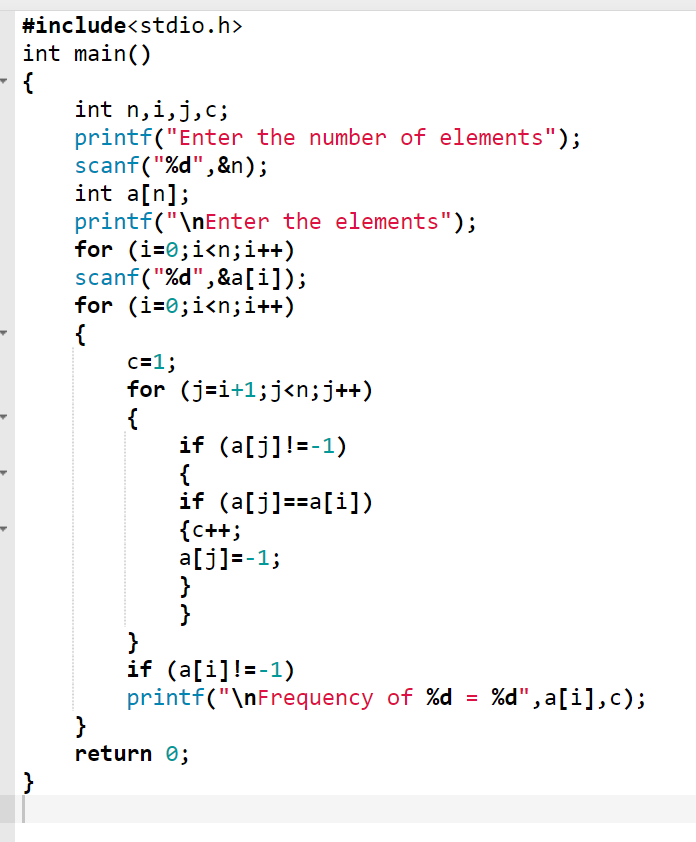 #include<stdio.h>
int main()
{
    int n,i,j,c;
    printf("Enter the number of elements");
    scanf("%d",&n);
    int a[n];
    printf("\nEnter the elements");
    for (i=0;i<n;i++)
    scanf("%d",&a[i]);
    for (i=0;i<n;i++)
    {
        c=1;
        for (j=i+1;j<n;j++)
        {
            if (a[j]!=-1)
            {
            if (a[j]==a[i])
            {c++;
            a[j]=-1;
            }
            }
        }
        if (a[i]!=-1)
        printf("\nFrequency of %d = %d",a[i],c);
    }
    return 0;
}